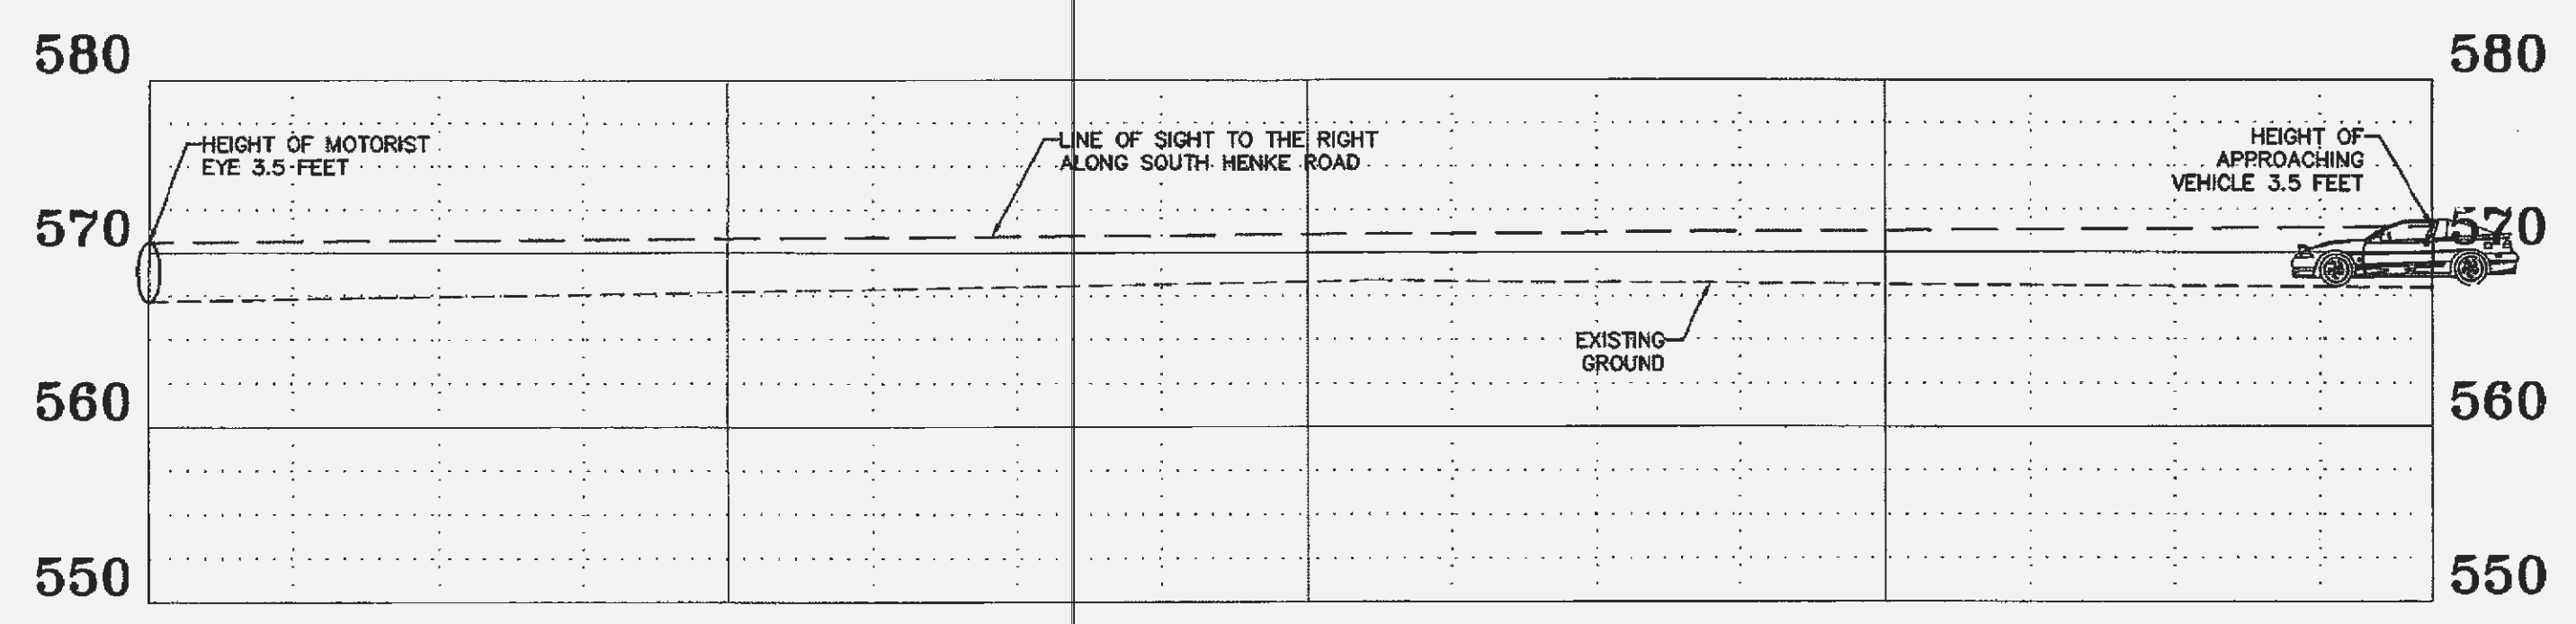 580
580
HEIGHT OF MOTORIST
EYE 3.5 FEET
LINE OF SIGHT TO THE RIGHT
ALONG SOUTH HENKE ROAD
HEIGHT OF
APPROACHING
VEHICLE 3.5 FEET
570
570
EXISTING
GROUND
560
560
550
550